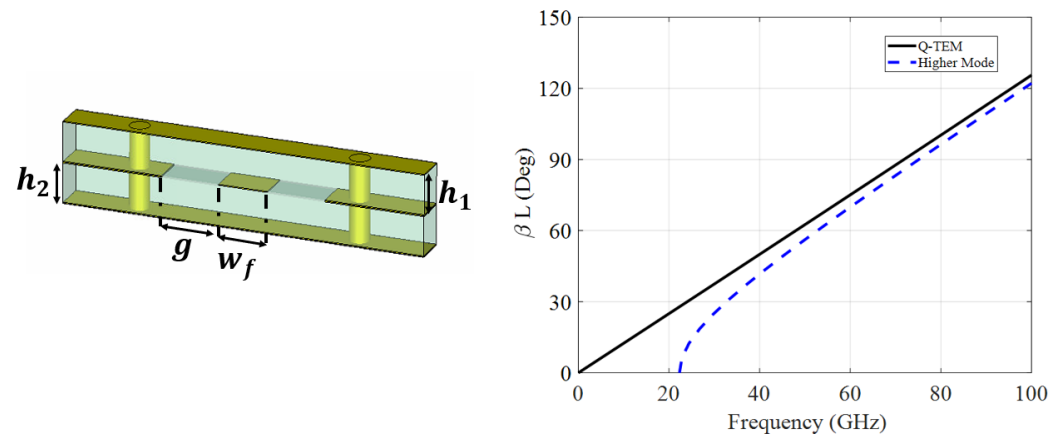 h₂
h₁
g
w_f
150
120
90
60
30
0
0
20
40
60
80
100
β L (Deg)
Frequency (GHz)
Q-TEM
Higher Mode